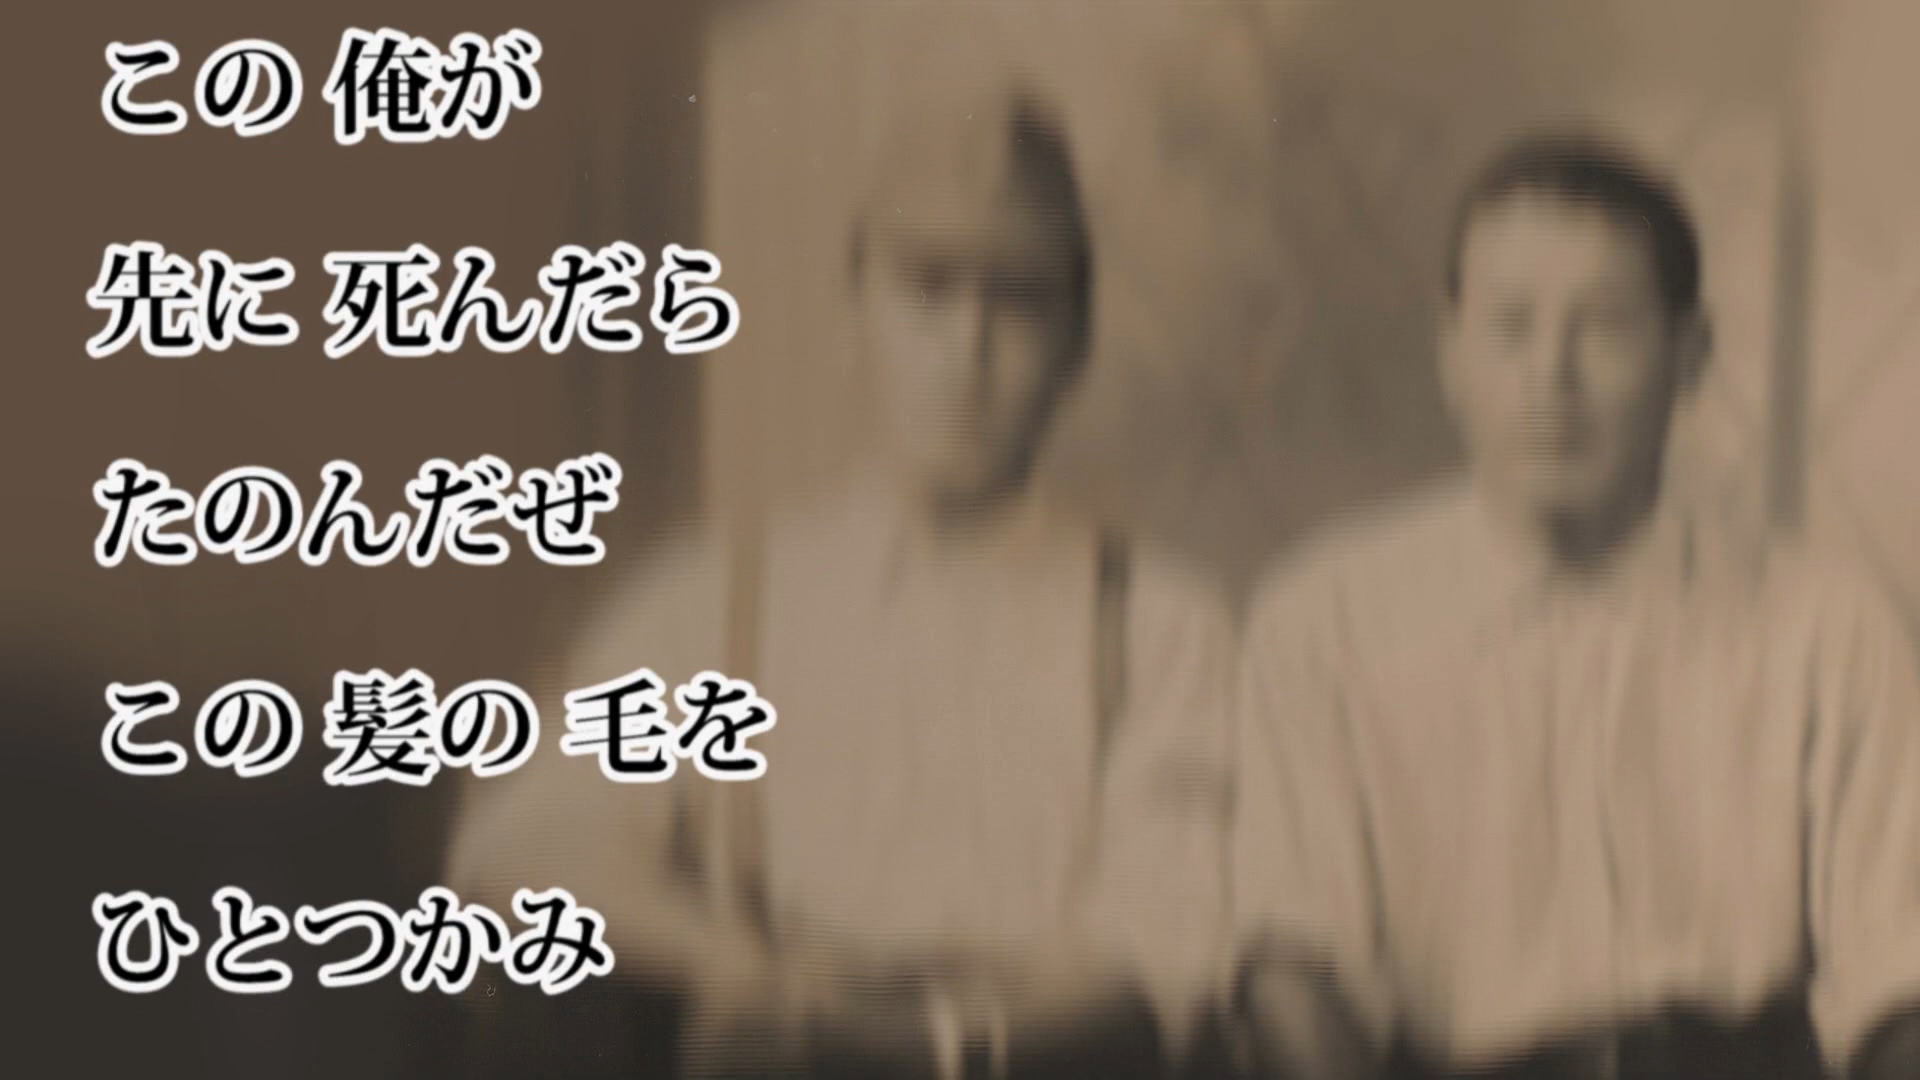 この 俺が
先に 死んだら
たのんだぜ
この 髪の 毛を
ひとつかみ